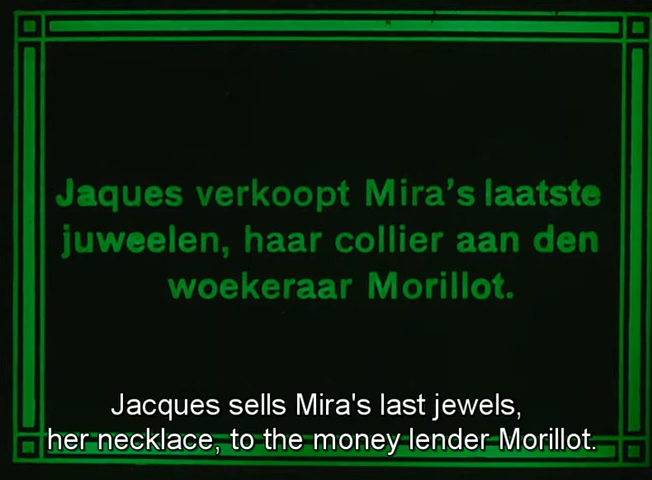 Jaques verkoopt Mira's laatste
juweelen, haar collier aan den
woekeraar Morillot.
Jacques sells Mira's last jewels,
her necklace, to the money lender Morillot.